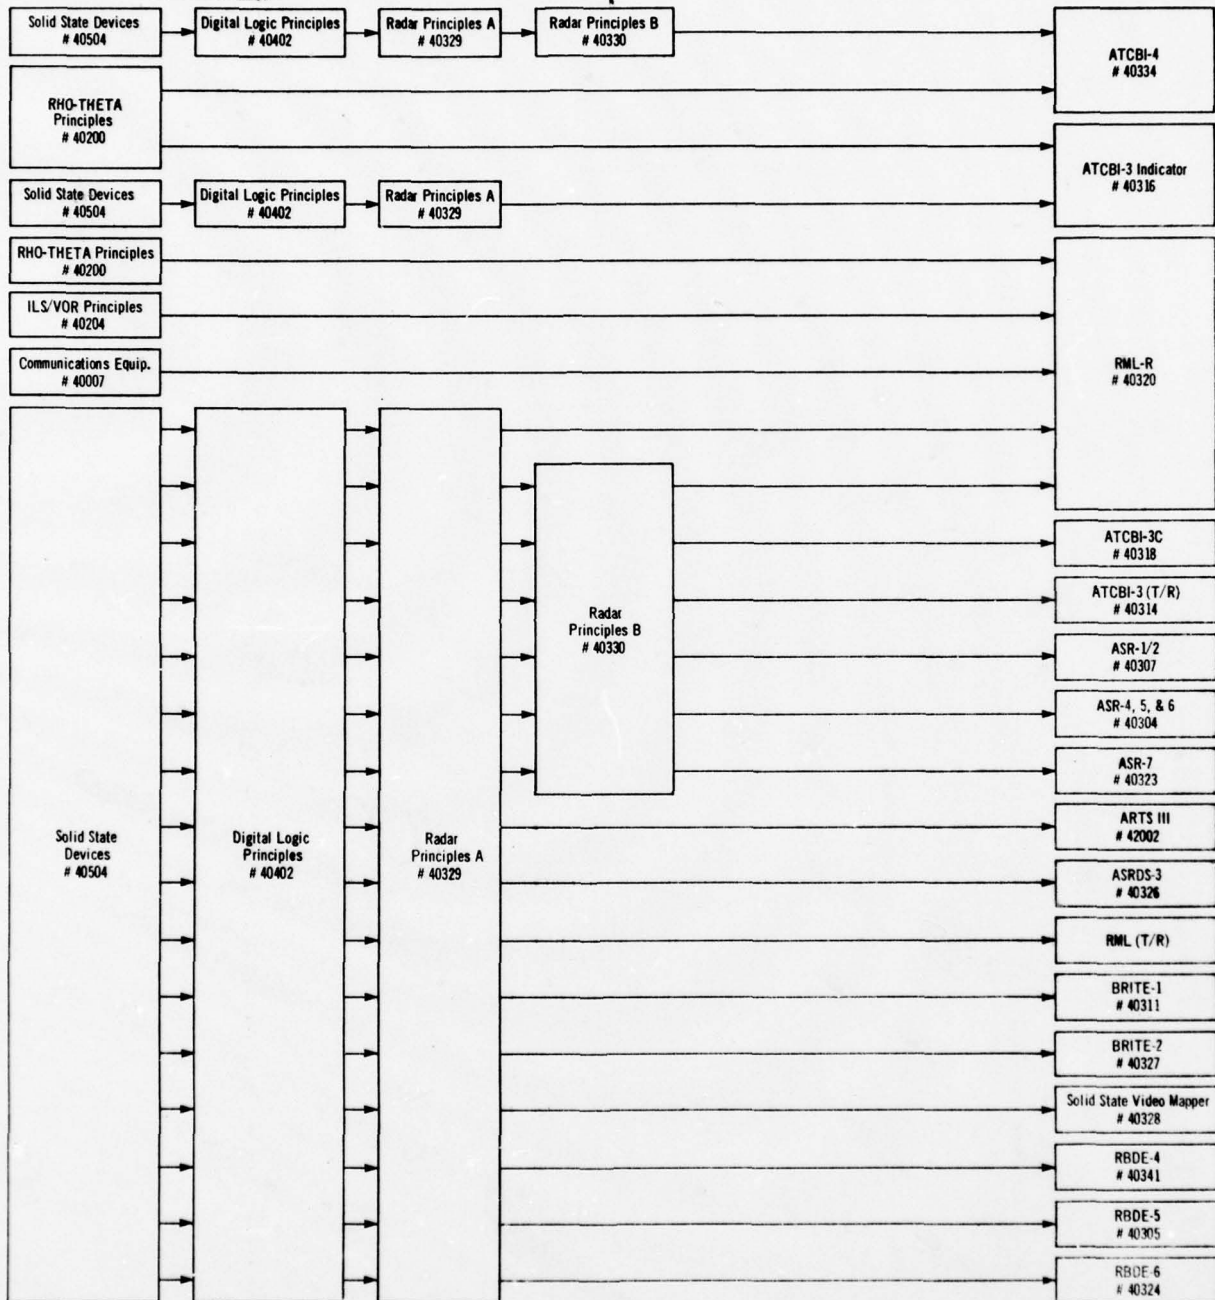 Solid State Devices
# 40504
Digital Logic Principles
# 40402
Radar Principles A
# 40329
Radar Principles B
# 40330
ATCBI-4
# 40334
RHO-THETA
Principles
# 40200
ATCBI-3 Indicator
# 40316
Solid State Devices
# 40504
Digital Logic Principles
# 40402
Radar Principles A
# 40329
RHO-THETA Principles
# 40200
ILS/VOR Principles
# 40204
Communications Equip.
# 40007
RML-R
# 40320
Solid State
Devices
# 40504
Digital Logic
Principles
# 40402
Radar
Principles A
# 40329
Radar
Principles B
# 40330
ATCBI-3C
# 40318
ATCBI-3 (T/R)
# 40314
ASR-1/2
# 40307
ASR-4, 5, & 6
# 40304
ASR-7
# 40323
ARTS III
# 42002
ASRDS-3
# 40326
RML (T/R)
BRITE-1
# 40311
BRITE-2
# 40327
Solid State Video Mapper
# 40328
RBDE-4
# 40341
RBDE-5
# 40305
RBDE-6
# 40324